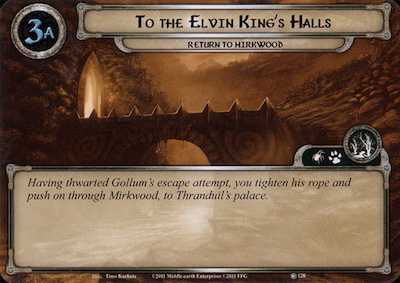 3A
To the Elvin King's Halls
Return to Mirkwood
Having thwarted Gollum's escape attempt, you tighten his rope and
push on through Mirkwood, to Thranduil's palace.
Illus. Eino Karhula ©2011 Middle-earth Enterprises ©2011 FFG 128